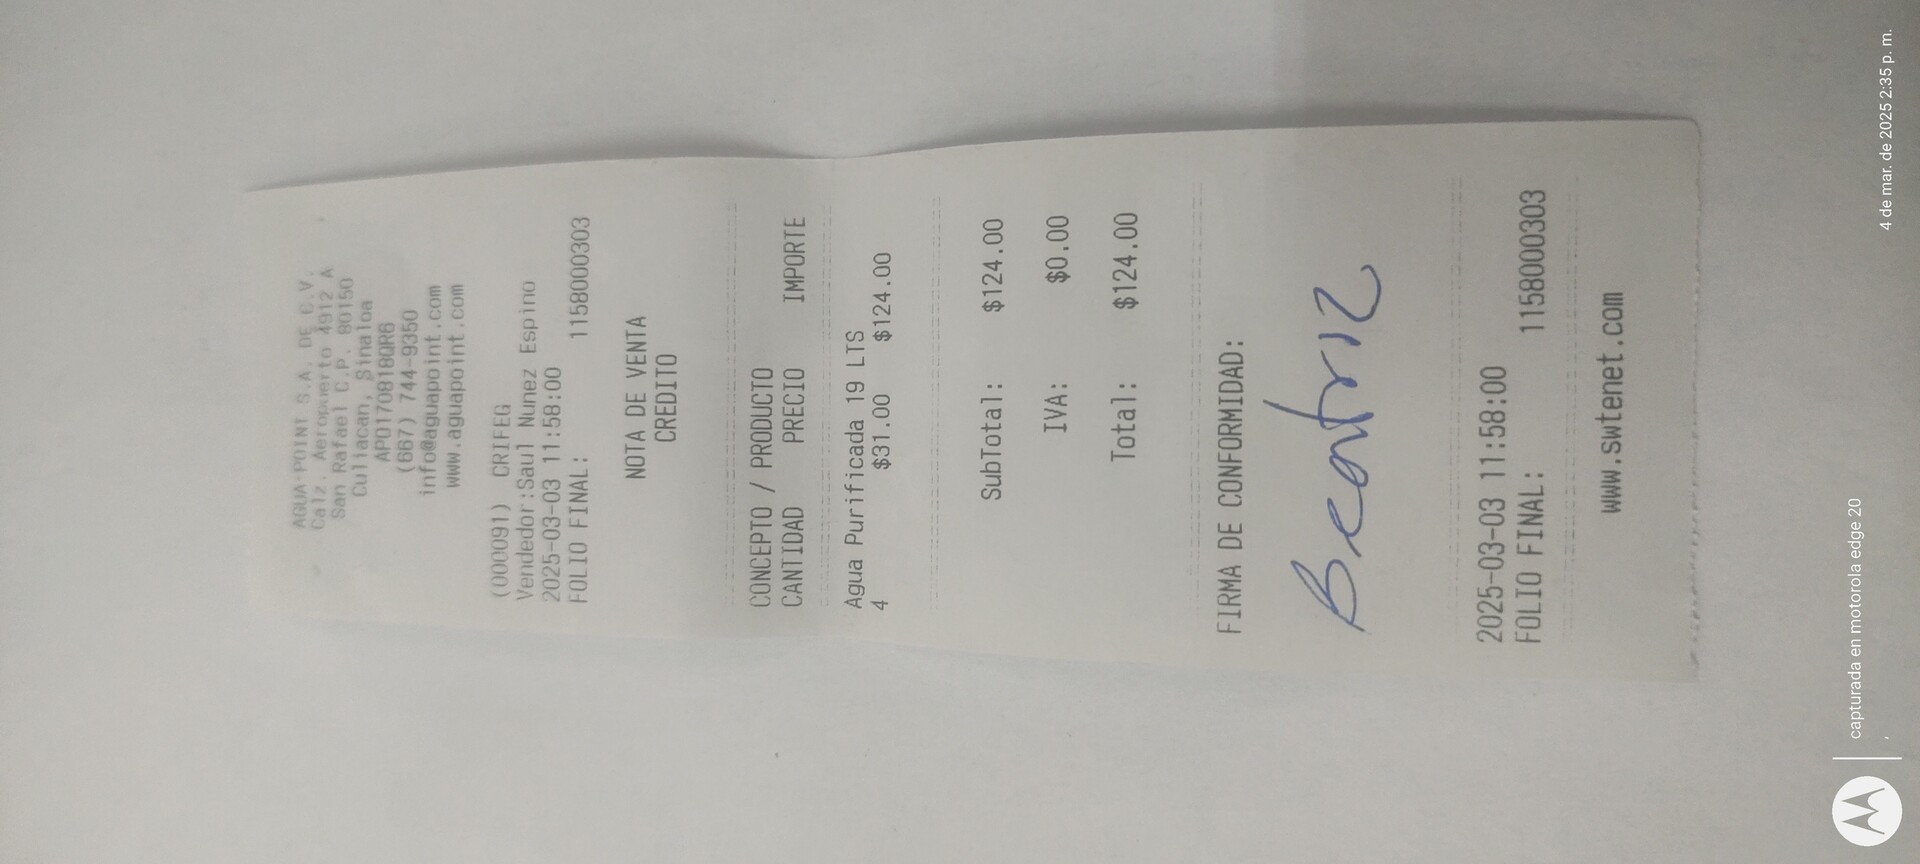 AGUA POINT S.A. DE C.V.
Calz. Aeropuerto 4912 A
San Rafael C.P. 80150
Culiacan, Sinaloa
APO170818QR6
(667) 744-9350
info@aguapoint.com
www.aguapoint.com
(000091) CRIFEG
Vendedor:Saul Nunez Espino
2025-03-03 11:58:00
FOLIO FINAL: 1158000303
NOTA DE VENTA
CREDITO
CONCEPTO / PRODUCTO
CANTIDAD PRECIO IMPORTE
Agua Purificada 19 LTS
4 $31.00 $124.00
SubTotal: $124.00
IVA: $0.00
Total: $124.00
FIRMA DE CONFORMIDAD:
Beatriz
2025-03-03 11:58:00
FOLIO FINAL: 1158000303
www.swtenet.com
capturada en motorola edge 20
4 de mar. de 2025 2:35 p. m.